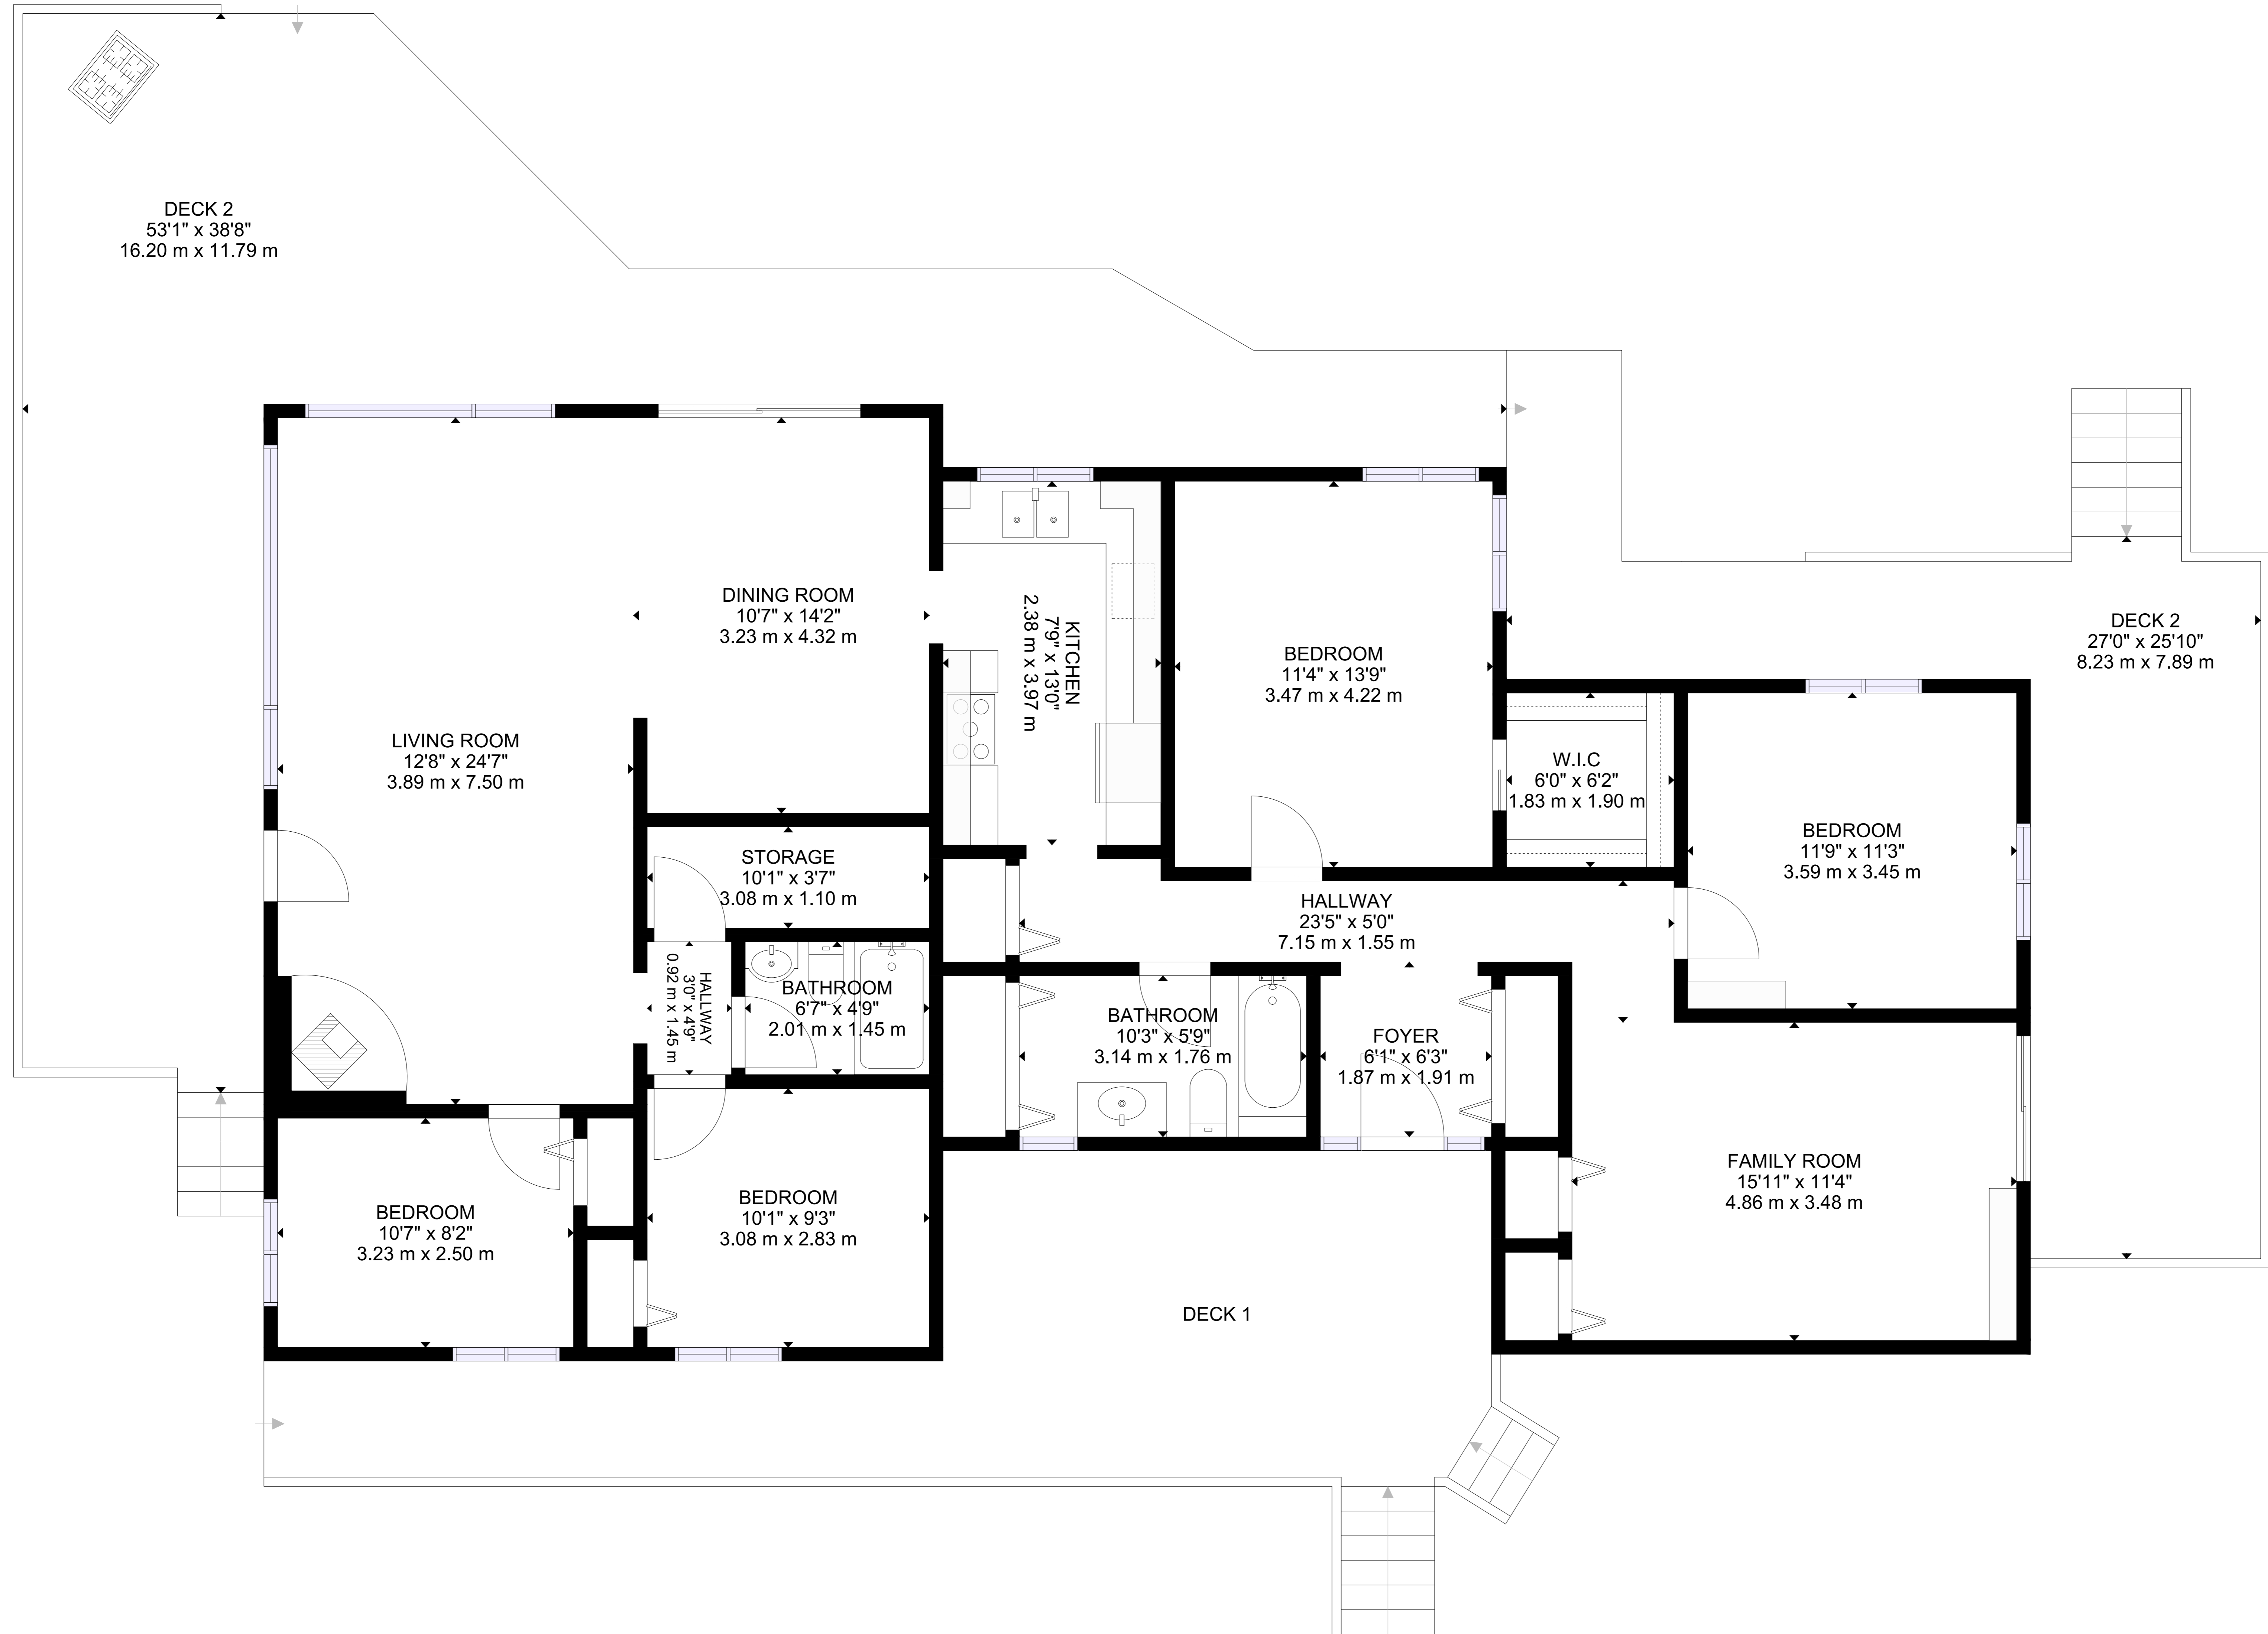 DECK 2
53'1" x 38'8"
16.20 m x 11.79 m
DINING ROOM
10'7" x 14'2"
3.23 m x 4.32 m
KITCHEN
7'9" x 13'0"
2.38 m x 3.97 m
BEDROOM
11'4" x 13'9"
3.47 m x 4.22 m
DECK 2
27'0" x 25'10"
8.23 m x 7.89 m
LIVING ROOM
12'8" x 24'7"
3.89 m x 7.50 m
W.I.C
6'0" x 6'2"
1.83 m x 1.90 m
BEDROOM
11'9" x 11'3"
3.59 m x 3.45 m
STORAGE
10'1" x 3'7"
3.08 m x 1.10 m
HALLWAY
23'5" x 5'0"
7.15 m x 1.55 m
HALLWAY
3'0" x 4'9"
0.92 m x 1.45 m
BATHROOM
6'7" x 4'9"
2.01 m x 1.45 m
BATHROOM
10'3" x 5'9"
3.14 m x 1.76 m
FOYER
6'1" x 6'3"
1.87 m x 1.91 m
FAMILY ROOM
15'11" x 11'4"
4.86 m x 3.48 m
BEDROOM
10'7" x 8'2"
3.23 m x 2.50 m
BEDROOM
10'1" x 9'3"
3.08 m x 2.83 m
DECK 1